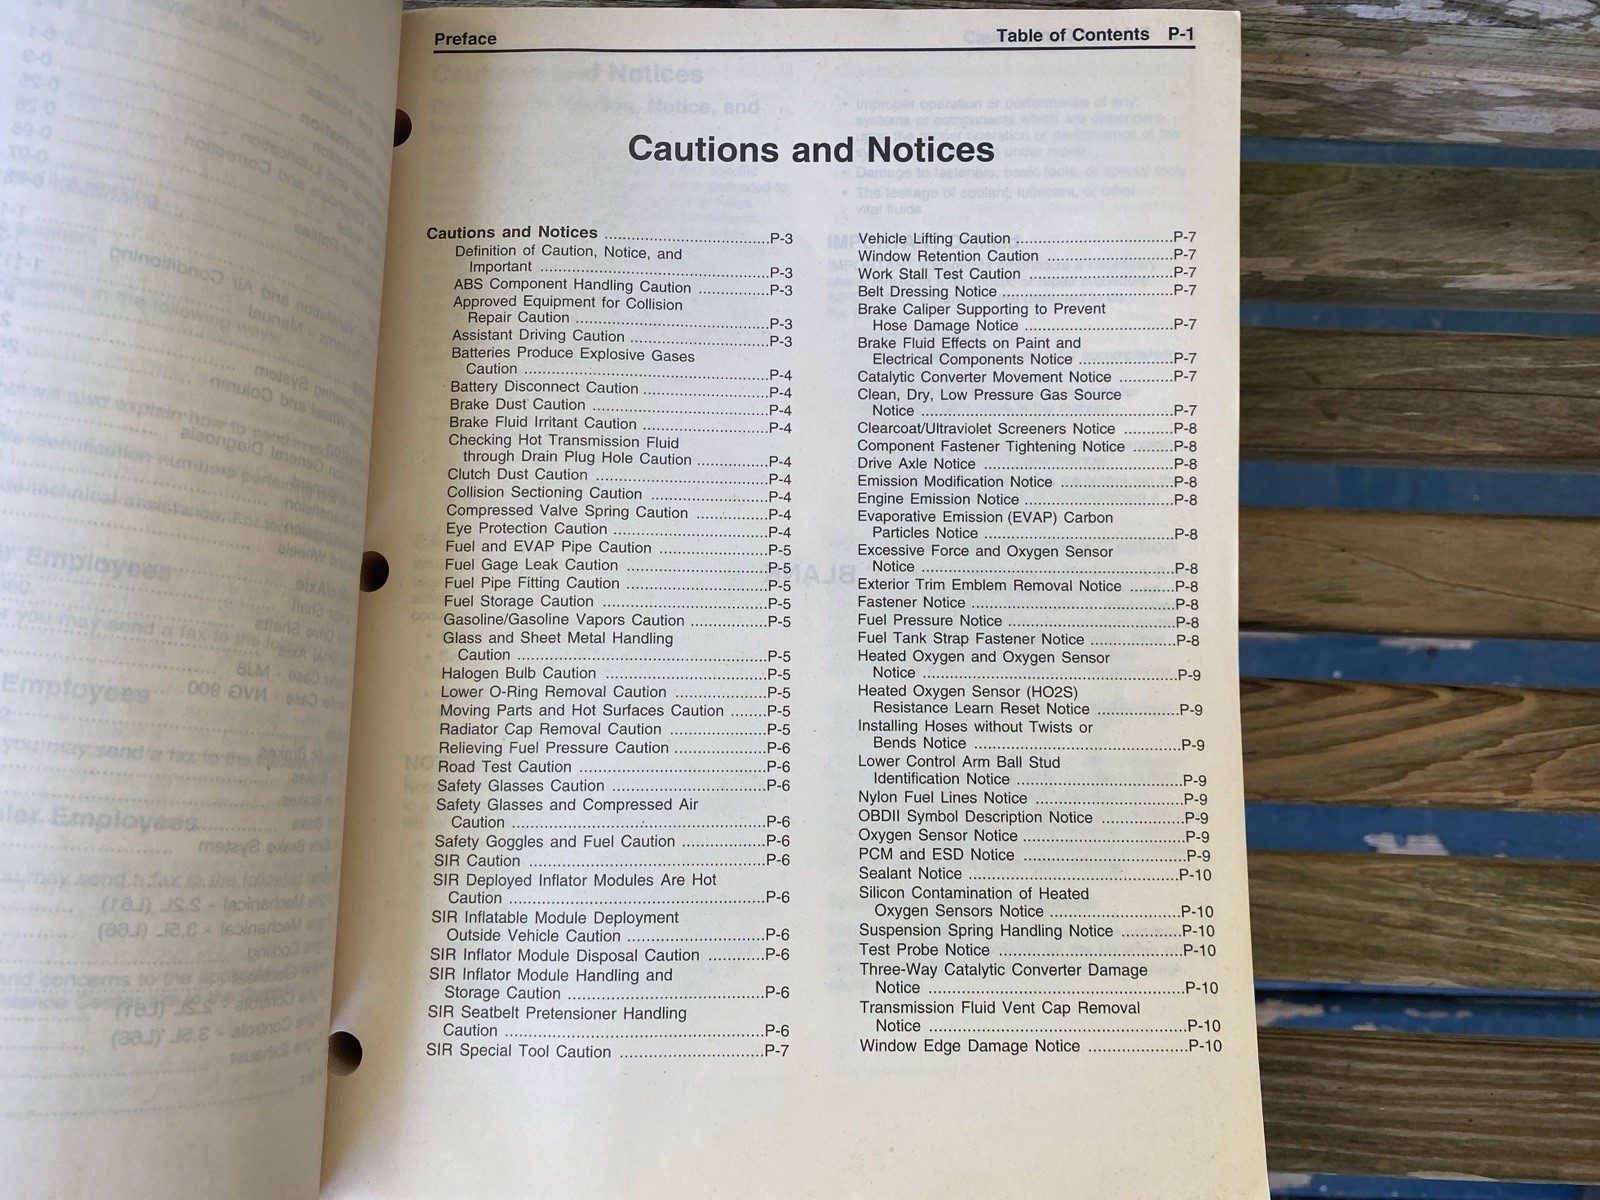 Preface
Table of Contents P-1
Cautions and Notices
Cautions and Notices ..........P-3
Definition of Caution, Notice, and
Important ..........P-3
ABS Component Handling Caution ..........P-3
Approved Equipment for Collision
Repair Caution ..........P-3
Assistant Driving Caution ..........P-3
Batteries Produce Explosive Gases
Caution ..........P-4
Battery Disconnect Caution ..........P-4
Brake Dust Caution ..........P-4
Brake Fluid Irritant Caution ..........P-4
Checking Hot Transmission Fluid
through Drain Plug Hole Caution ..........P-4
Clutch Dust Caution ..........P-4
Collision Sectioning Caution ..........P-4
Compressed Valve Spring Caution ..........P-4
Eye Protection Caution ..........P-4
Fuel and EVAP Pipe Caution ..........P-5
Fuel Gage Leak Caution ..........P-5
Fuel Pipe Fitting Caution ..........P-5
Fuel Storage Caution ..........P-5
Gasoline/Gasoline Vapors Caution ..........P-5
Glass and Sheet Metal Handling
Caution ..........P-5
Halogen Bulb Caution ..........P-5
Lower O-Ring Removal Caution ..........P-5
Moving Parts and Hot Surfaces Caution ........P-5
Radiator Cap Removal Caution ..........P-5
Relieving Fuel Pressure Caution ..........P-6
Road Test Caution ..........P-6
Safety Glasses Caution ..........P-6
Safety Glasses and Compressed Air
Caution ..........P-6
Safety Goggles and Fuel Caution ..........P-6
SIR Caution ..........P-6
SIR Deployed Inflator Modules Are Hot
Caution ..........P-6
SIR Inflatable Module Deployment
Outside Vehicle Caution ..........P-6
SIR Inflator Module Disposal Caution ..........P-6
SIR Inflator Module Handling and
Storage Caution ..........P-6
SIR Seatbelt Pretensioner Handling
Caution ..........P-6
SIR Special Tool Caution ..........P-7
Vehicle Lifting Caution ..........P-7
Window Retention Caution ..........P-7
Work Stall Test Caution ..........P-7
Belt Dressing Notice ..........P-7
Brake Caliper Supporting to Prevent
Hose Damage Notice ..........P-7
Brake Fluid Effects on Paint and
Electrical Components Notice ..........P-7
Catalytic Converter Movement Notice ..........P-7
Clean, Dry, Low Pressure Gas Source
Notice ..........P-7
Clearcoat/Ultraviolet Screeners Notice ..........P-8
Component Fastener Tightening Notice ........P-8
Drive Axle Notice ..........P-8
Emission Modification Notice ..........P-8
Engine Emission Notice ..........P-8
Evaporative Emission (EVAP) Carbon
Particles Notice ..........P-8
Excessive Force and Oxygen Sensor
Notice ..........P-8
Exterior Trim Emblem Removal Notice ..........P-8
Fastener Notice ..........P-8
Fuel Pressure Notice ..........P-8
Fuel Tank Strap Fastener Notice ..........P-8
Heated Oxygen and Oxygen Sensor
Notice ..........P-9
Heated Oxygen Sensor (HO2S)
Resistance Learn Reset Notice ..........P-9
Installing Hoses without Twists or
Bends Notice ..........P-9
Lower Control Arm Ball Stud
Identification Notice ..........P-9
Nylon Fuel Lines Notice ..........P-9
OBDII Symbol Description Notice ..........P-9
Oxygen Sensor Notice ..........P-9
PCM and ESD Notice ..........P-9
Sealant Notice ..........P-10
Silicon Contamination of Heated
Oxygen Sensors Notice ..........P-10
Suspension Spring Handling Notice ..........P-10
Test Probe Notice ..........P-10
Three-Way Catalytic Converter Damage
Notice ..........P-10
Transmission Fluid Vent Cap Removal
Notice ..........P-10
Window Edge Damage Notice ..........P-10